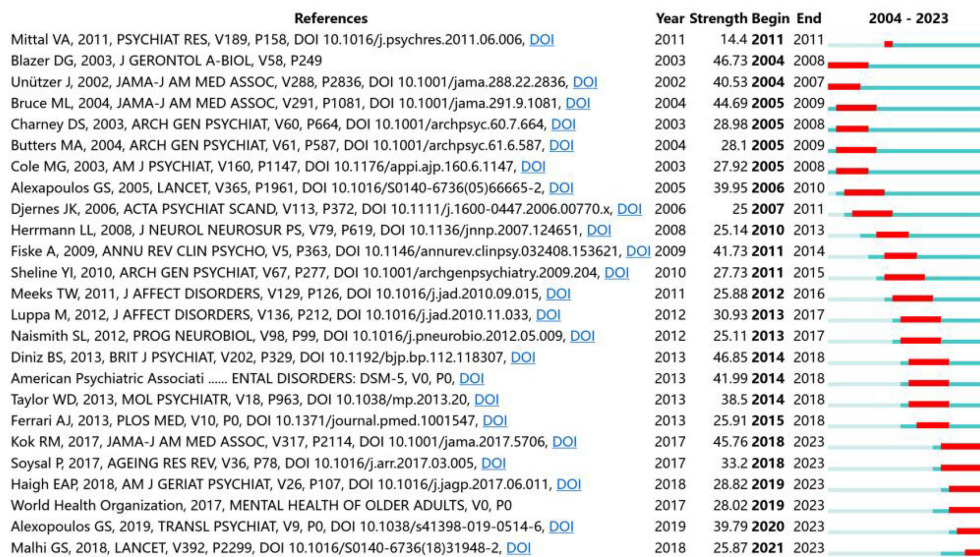 References Year Strength Begin End 2004 - 2023
Mittal VA, 2011, PSYCHIAT RES, V189, P158, DOI 10.1016/j.psychres.2011.06.006, DOI 2011 14.4 2011 2011
Blazer DG, 2003, J GERONTOL A-BIOL, V58, P249 2003 46.73 2004 2008
Unützer J, 2002, JAMA-J AM MED ASSOC, V288, P2836, DOI 10.1001/jama.288.22.2836, DOI 2002 40.53 2004 2007
Bruce ML, 2004, JAMA-J AM MED ASSOC, V291, P1081, DOI 10.1001/jama.291.9.1081, DOI 2004 44.69 2005 2009
Charney DS, 2003, ARCH GEN PSYCHIAT, V60, P664, DOI 10.1001/archpsyc.60.7.664, DOI 2003 28.98 2005 2008
Butters MA, 2004, ARCH GEN PSYCHIAT, V61, P587, DOI 10.1001/archpsyc.61.6.587, DOI 2004 28.1 2005 2009
Cole MG, 2003, AM J PSYCHIAT, V160, P1147, DOI 10.1176/appi.ajp.160.6.1147, DOI 2003 27.92 2005 2008
Alexapoulos GS, 2005, LANCET, V365, P1961, DOI 10.1016/S0140-6736(05)66665-2, DOI 2005 39.95 2006 2010
Djernes JK, 2006, ACTA PSYCHIAT SCAND, V113, P372, DOI 10.1111/j.1600-0447.2006.00770.x, DOI 2006 25 2007 2011
Herrmann LL, 2008, J NEUROL NEUROSUR PS, V79, P619, DOI 10.1136/jnnp.2007.124651, DOI 2008 25.14 2010 2013
Fiske A, 2009, ANNU REV CLIN PSYCHO, V5, P363, DOI 10.1146/annurev.clinpsy.032408.153621, DOI 2009 41.73 2011 2014
Sheline YI, 2010, ARCH GEN PSYCHIAT, V67, P277, DOI 10.1001/archgenpsychiatry.2009.204, DOI 2010 27.73 2011 2015
Meeks TW, 2011, J AFFECT DISORDERS, V129, P126, DOI 10.1016/j.jad.2010.09.015, DOI 2011 25.88 2012 2016
Luppa M, 2012, J AFFECT DISORDERS, V136, P212, DOI 10.1016/j.jad.2010.11.033, DOI 2012 30.93 2013 2017
Naismith SL, 2012, PROG NEUROBIOL, V98, P99, DOI 10.1016/j.pneurobio.2012.05.009, DOI 2012 25.11 2013 2017
Diniz BS, 2013, BRIT J PSYCHIAT, V202, P329, DOI 10.1192/bjp.bp.112.118307, DOI 2013 46.85 2014 2018
American Psychiatric Associati ...... ENTAL DISORDERS: DSM-5, V0, P0, DOI 2013 41.99 2014 2018
Taylor WD, 2013, MOL PSYCHIATR, V18, P963, DOI 10.1038/mp.2013.20, DOI 2013 38.5 2014 2018
Ferrari AJ, 2013, PLOS MED, V10, P0, DOI 10.1371/journal.pmed.1001547, DOI 2013 25.91 2015 2018
Kok RM, 2017, JAMA-J AM MED ASSOC, V317, P2114, DOI 10.1001/jama.2017.5706, DOI 2017 45.76 2018 2023
Soysal P, 2017, AGEING RES REV, V36, P78, DOI 10.1016/j.arr.2017.03.005, DOI 2017 33.2 2018 2023
Haigh EAP, 2018, AM J GERIAT PSYCHIAT, V26, P107, DOI 10.1016/j.jagp.2017.06.011, DOI 2018 28.82 2019 2023
World Health Organization, 2017, MENTAL HEALTH OF OLDER ADULTS, V0, P0 2017 28.02 2019 2023
Alexopoulos GS, 2019, TRANSL PSYCHIAT, V9, P0, DOI 10.1038/s41398-019-0514-6, DOI 2019 39.79 2020 2023
Malhi GS, 2018, LANCET, V392, P2299, DOI 10.1016/S0140-6736(18)31948-2, DOI 2018 25.87 2021 2023